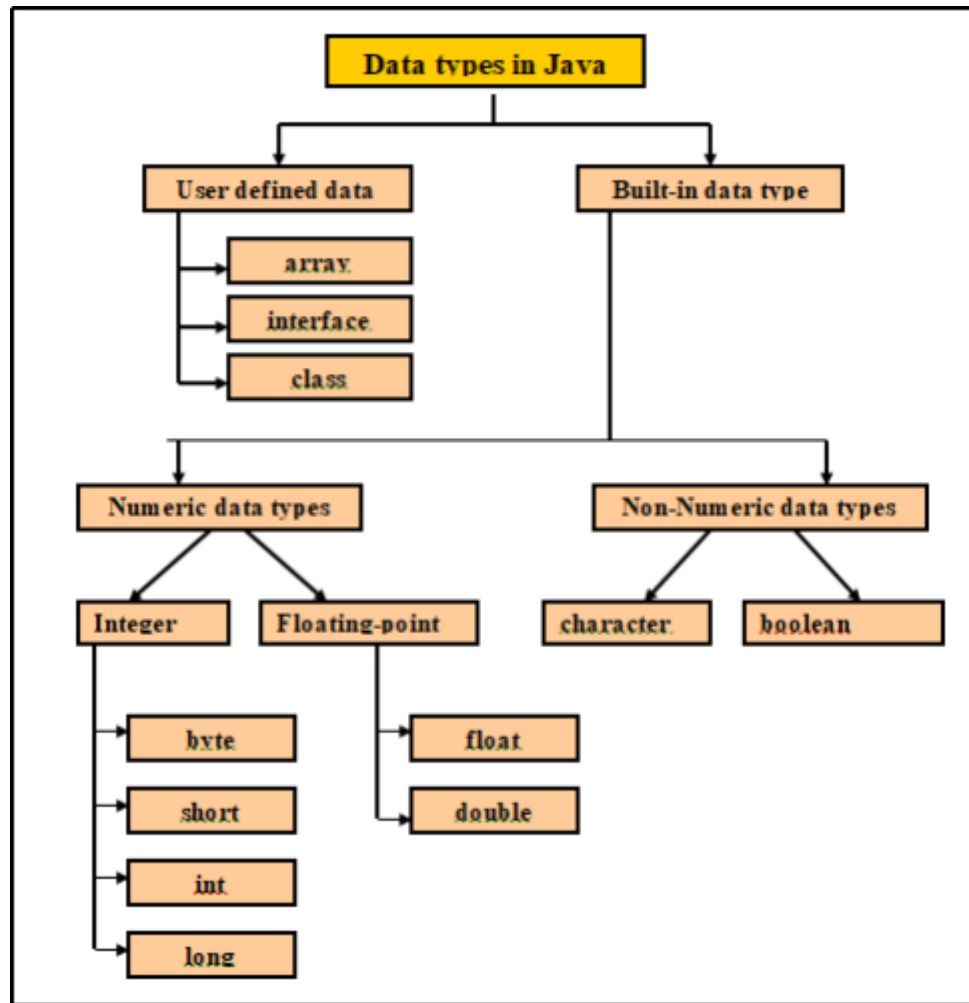 Data types in Java
User defined data
Built-in data type
array
interface
class
Numeric data types
Non-Numeric data types
Integer
Floating-point
character
boolean
byte
float
short
double
int
long